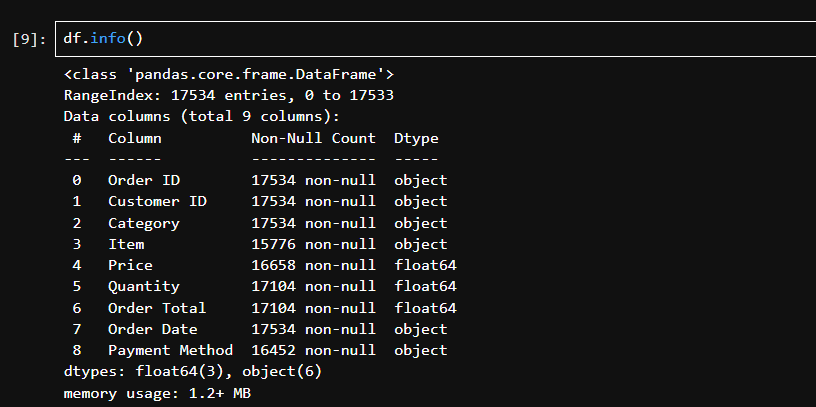 [9]: df.info()
<class 'pandas.core.frame.DataFrame'>
RangeIndex: 17534 entries, 0 to 17533
Data columns (total 9 columns):
 #   Column          Non-Null Count  Dtype
---  ------          --------------  -----
 0   Order ID        17534 non-null  object
 1   Customer ID     17534 non-null  object
 2   Category        17534 non-null  object
 3   Item            15776 non-null  object
 4   Price           16658 non-null  float64
 5   Quantity        17104 non-null  float64
 6   Order Total     17104 non-null  float64
 7   Order Date      17534 non-null  object
 8   Payment Method  16452 non-null  object
dtypes: float64(3), object(6)
memory usage: 1.2+ MB